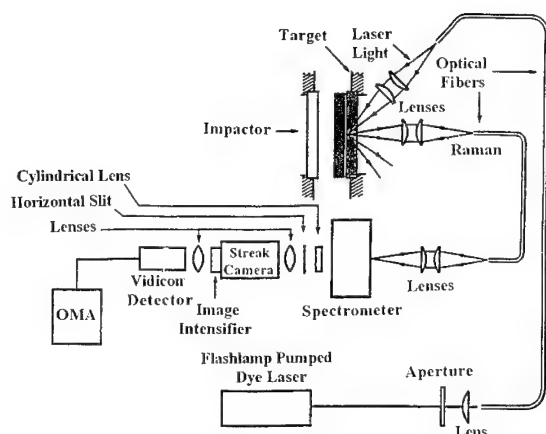 Target
Laser
Light
Optical
Fibers
Lenses
Impactor
Raman
Cylindrical Lens
Horizontal Slit
Lenses
Streak
Camera
Vidicon
Detector
Image
Intensifier
OMA
Spectrometer
Lenses
Flashlamp Pumped
Dye Laser
Aperture
Lens